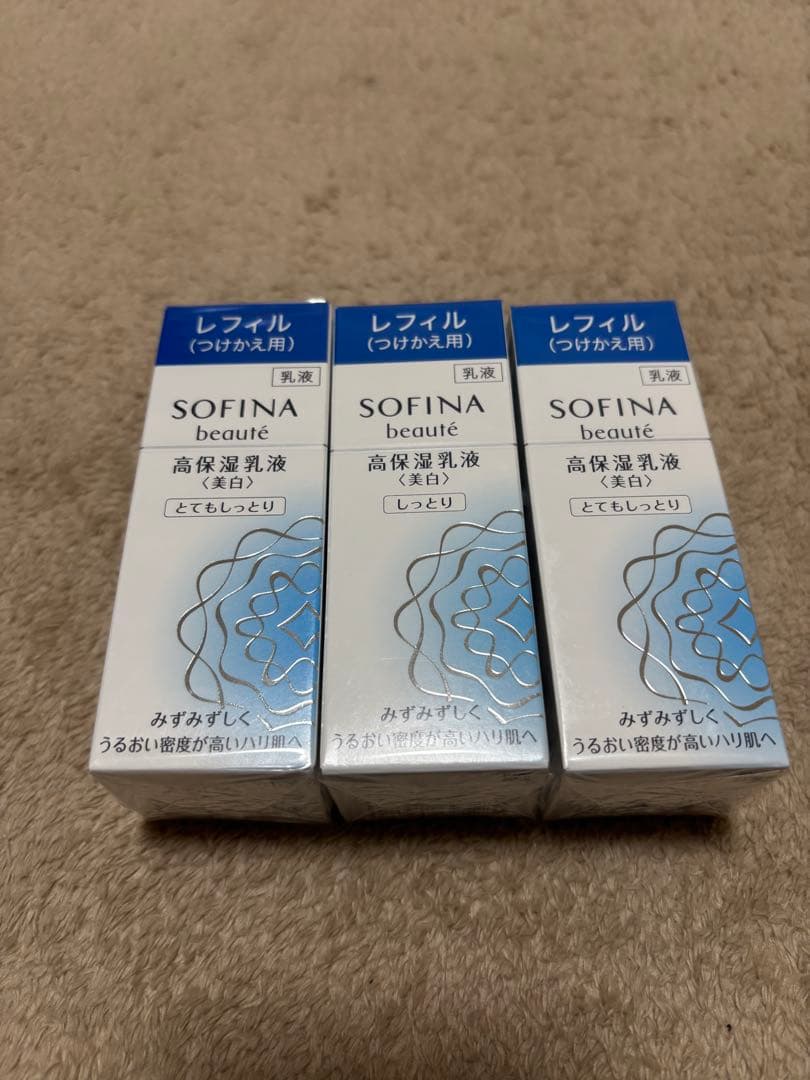 レフィル
(つけかえ用)
乳液
SOFINA
beauté
高保湿乳液
〈美白〉
とてもしっとり
みずみずしく
うるおい密度が高いハリ肌へ
レフィル
(つけかえ用)
乳液
SOFINA
beauté
高保湿乳液
〈美白〉
しっとり
みずみずしく
うるおい密度が高いハリ肌へ
レフィル
(つけかえ用)
乳液
SOFINA
beauté
高保湿乳液
〈美白〉
とてもしっとり
みずみずしく
うるおい密度が高いハリ肌へ